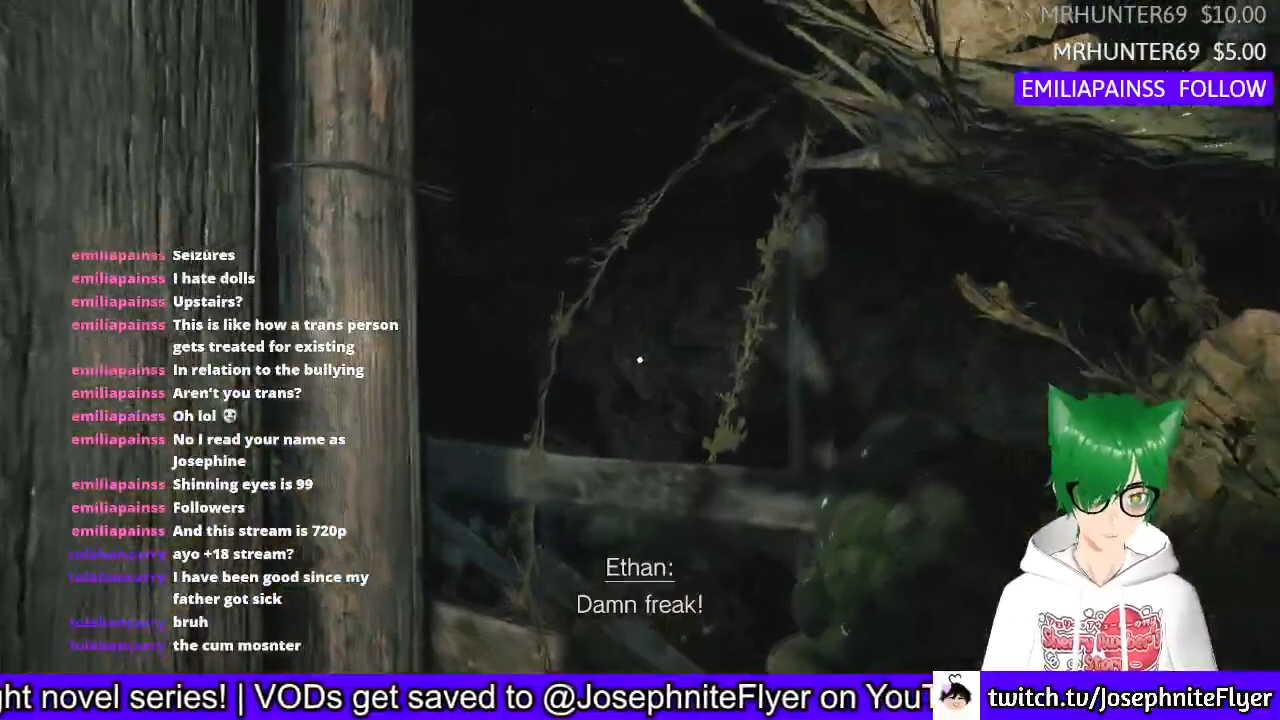 MRHUNTER69 $10.00
MRHUNTER69 $5.00
EMILIAPAINSS FOLLOW
emiliapainss Seizures
emiliapainss I hate dolls
emiliapainss Upstairs?
emiliapainss This is like how a trans person
gets treated for existing
emiliapainss In relation to the bullying
emiliapainss Aren't you trans?
emiliapainss Oh lol
emiliapainss No I read your name as
Josephine
emiliapainss Shinning eyes is 99
emiliapainss Followers
emiliapainss And this stream is 720p
ayo +18 stream?
I have been good since my
father got sick
bruh
the cum mosnter
Ethan:
Damn freak!
Sherry Number
Story
ght novel series! | VODs get saved to @JosephniteFlyer on YouT
twitch.tv/JosephniteFlyer